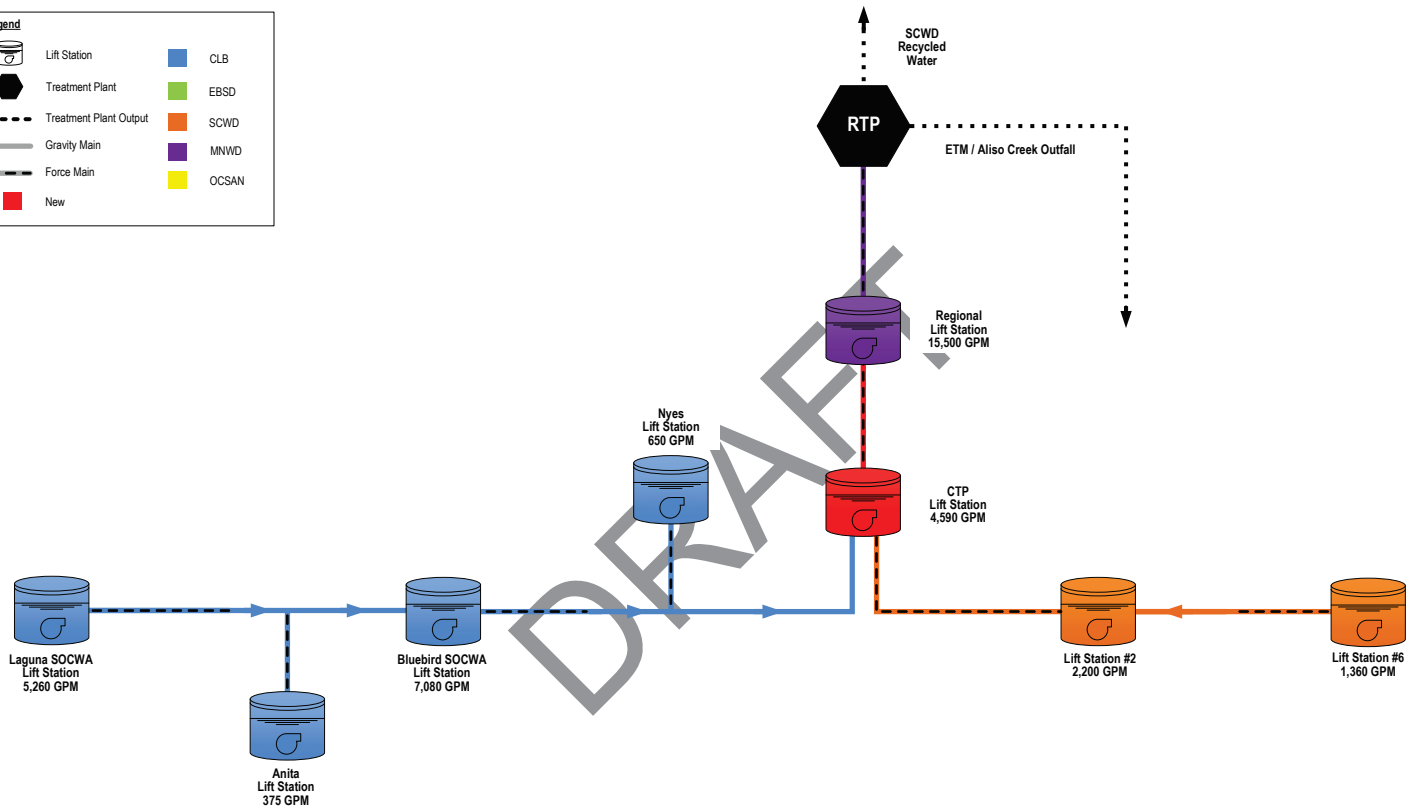 gend
Lift Station
Treatment Plant
Treatment Plant Output
Gravity Main
Force Main
New
CLB
EBSD
SCWD
MNWD
OCSAN
SCWD
Recycled
Water
RTP
ETM / Aliso Creek Outfall
Regional
Lift Station
15,500 GPM
Nyes
Lift Station
650 GPM
CTP
Lift Station
4,590 GPM
Laguna SOCWA
Lift Station
5,260 GPM
Bluebird SOCWA
Lift Station
7,080 GPM
Lift Station #2
2,200 GPM
Lift Station #6
1,360 GPM
Anita
Lift Station
375 GPM
DRAFT